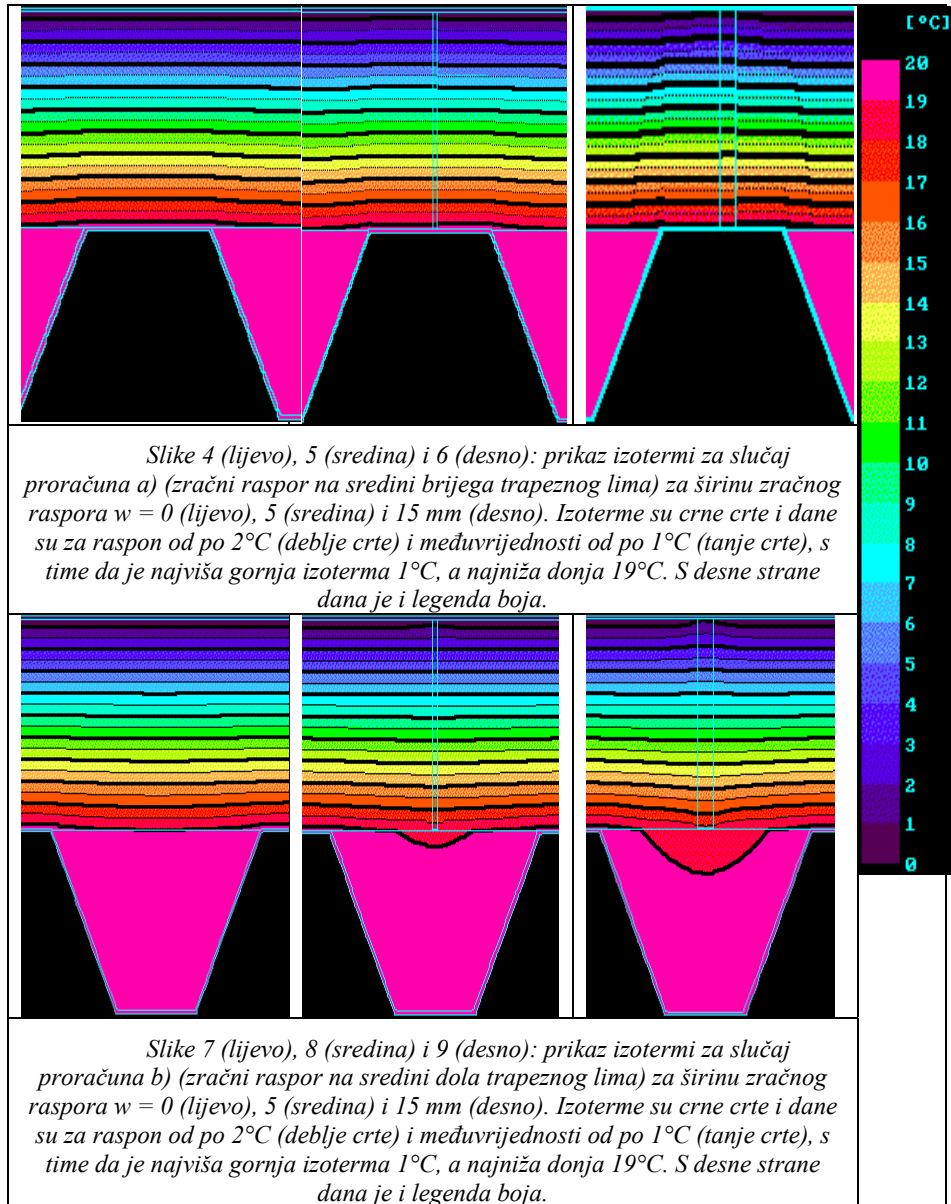 [ºC]
20
19
18
17
16
15
14
13
12
11
10
9
8
7
6
5
4
3
2
1
0
Slike 4 (lijevo), 5 (sredina) i 6 (desno): prikaz izotermi za slučaj
proračuna a) (zračni raspor na sredini brijega trapeznog lima) za širinu zračnog
raspora w = 0 (lijevo), 5 (sredina) i 15 mm (desno). Izoterme su crne crte i dane
su za raspon od po 2°C (deblje crte) i međuvrijednosti od po 1°C (tanje crte), s
time da je najviša gornja izoterma 1°C, a najniža donja 19°C. S desne strane
dana je i legenda boja.
Slike 7 (lijevo), 8 (sredina) i 9 (desno): prikaz izotermi za slučaj
proračuna b) (zračni raspor na sredini dola trapeznog lima) za širinu zračnog
raspora w = 0 (lijevo), 5 (sredina) i 15 mm (desno). Izoterme su crne crte i dane
su za raspon od po 2°C (deblje crte) i međuvrijednosti od po 1°C (tanje crte), s
time da je najviša gornja izoterma 1°C, a najniža donja 19°C. S desne strane
dana je i legenda boja.